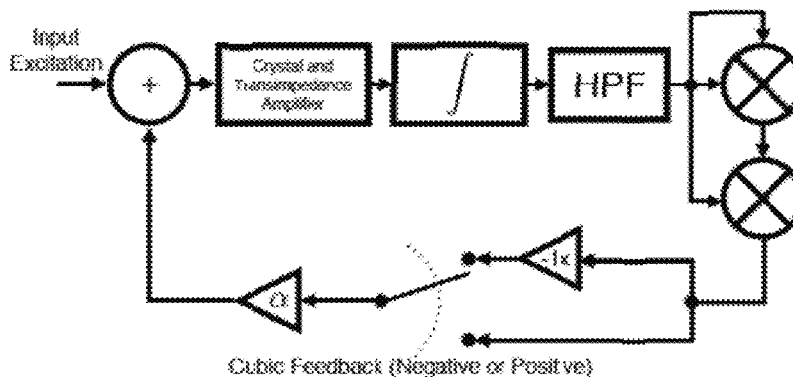 Input
Excitation
+
Crystal and
Transimpedance
Amplifier
∫
HPF
-1x
α
Cubic Feedback (Negative or Positive)